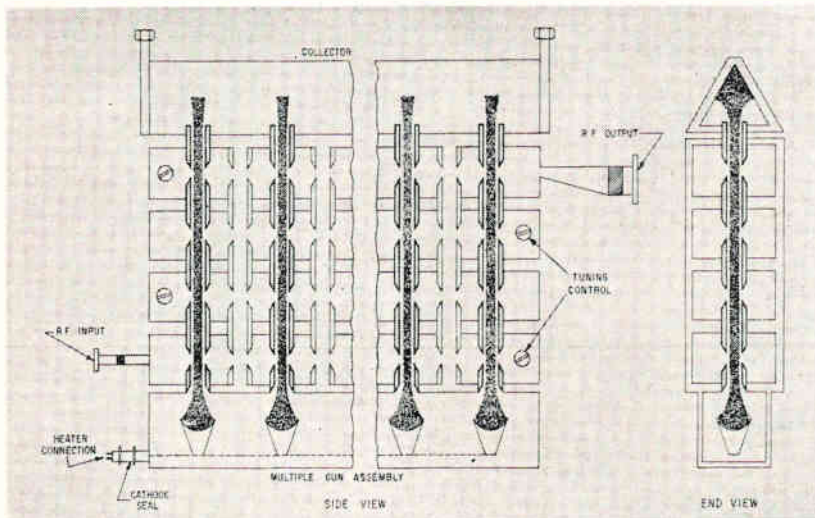 COLLECTOR
R.F. OUTPUT
TUNING
CONTROL
R.F. INPUT
HEATER
CONNECTION
CATHODE
SEAL
MULTIPLE GUN ASSEMBLY
SIDE VIEW
END VIEW